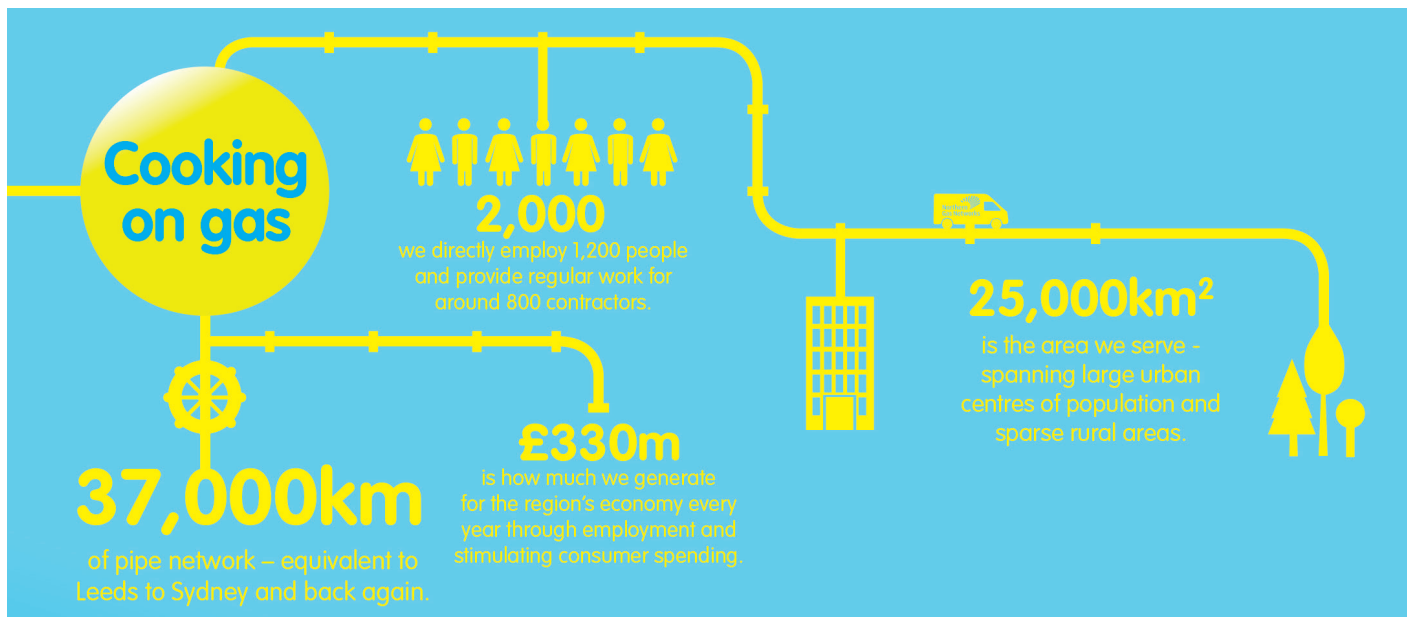 Cooking
on gas
2,000
we directly employ 1,200 people
and provide regular work for
around 800 contractors.
Northern
Gas Networks
25,000km²
is the area we serve -
spanning large urban
centres of population and
sparse rural areas.
£330m
is how much we generate
for the region's economy every
year through employment and
stimulating consumer spending.
37,000km
of pipe network – equivalent to
Leeds to Sydney and back again.